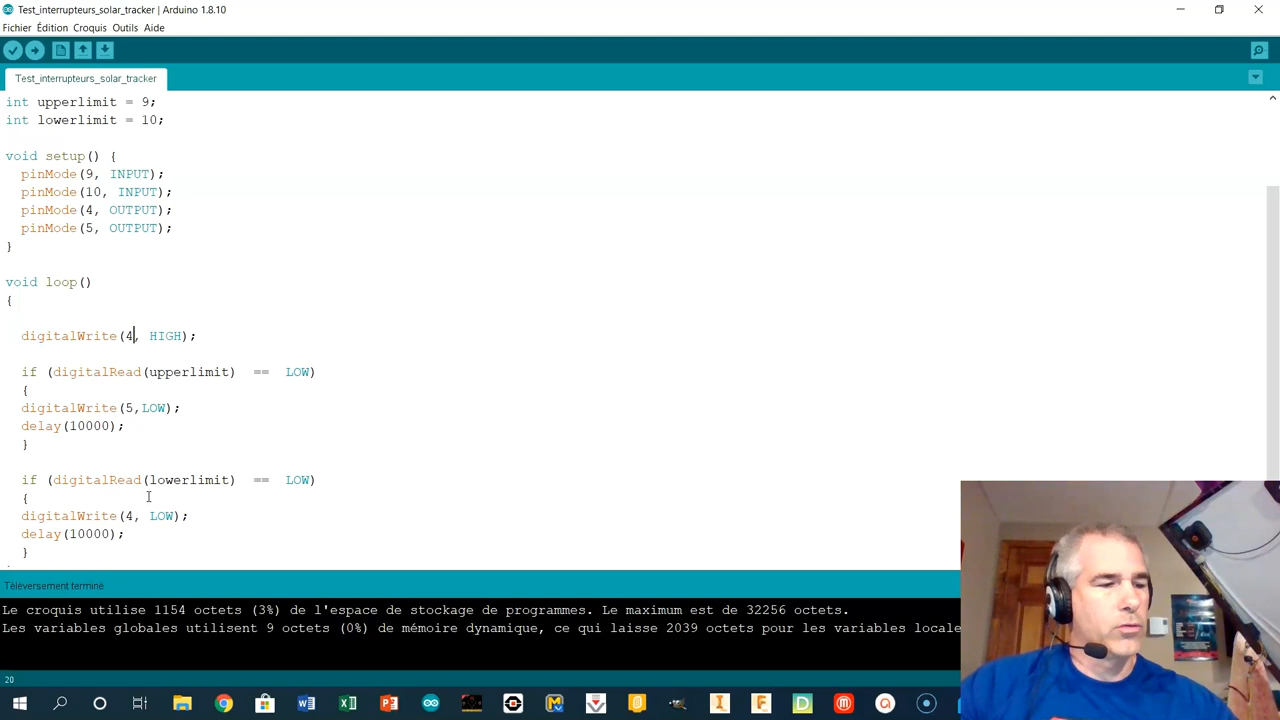 Test_interrupteurs_solar_tracker | Arduino 1.8.10
Fichier Édition Croquis Outils Aide
Test_interrupteurs_solar_tracker
int upperlimit = 9;
int lowerlimit = 10;
void setup() {
pinMode(9, INPUT);
pinMode(10, INPUT);
pinMode(4, OUTPUT);
pinMode(5, OUTPUT);
}
void loop()
{
digitalWrite(4, HIGH);
if (digitalRead(upperlimit) == LOW)
{
digitalWrite(5,LOW);
delay(10000);
}
if (digitalRead(lowerlimit) == LOW)
{
digitalWrite(4, LOW);
delay(10000);
}
Téléversement terminé
Le croquis utilise 1154 octets (3%) de l'espace de stockage de programmes. Le maximum est de 32256 octets.
Les variables globales utilisent 9 octets (0%) de mémoire dynamique, ce qui laisse 2039 octets pour les variables locale
20